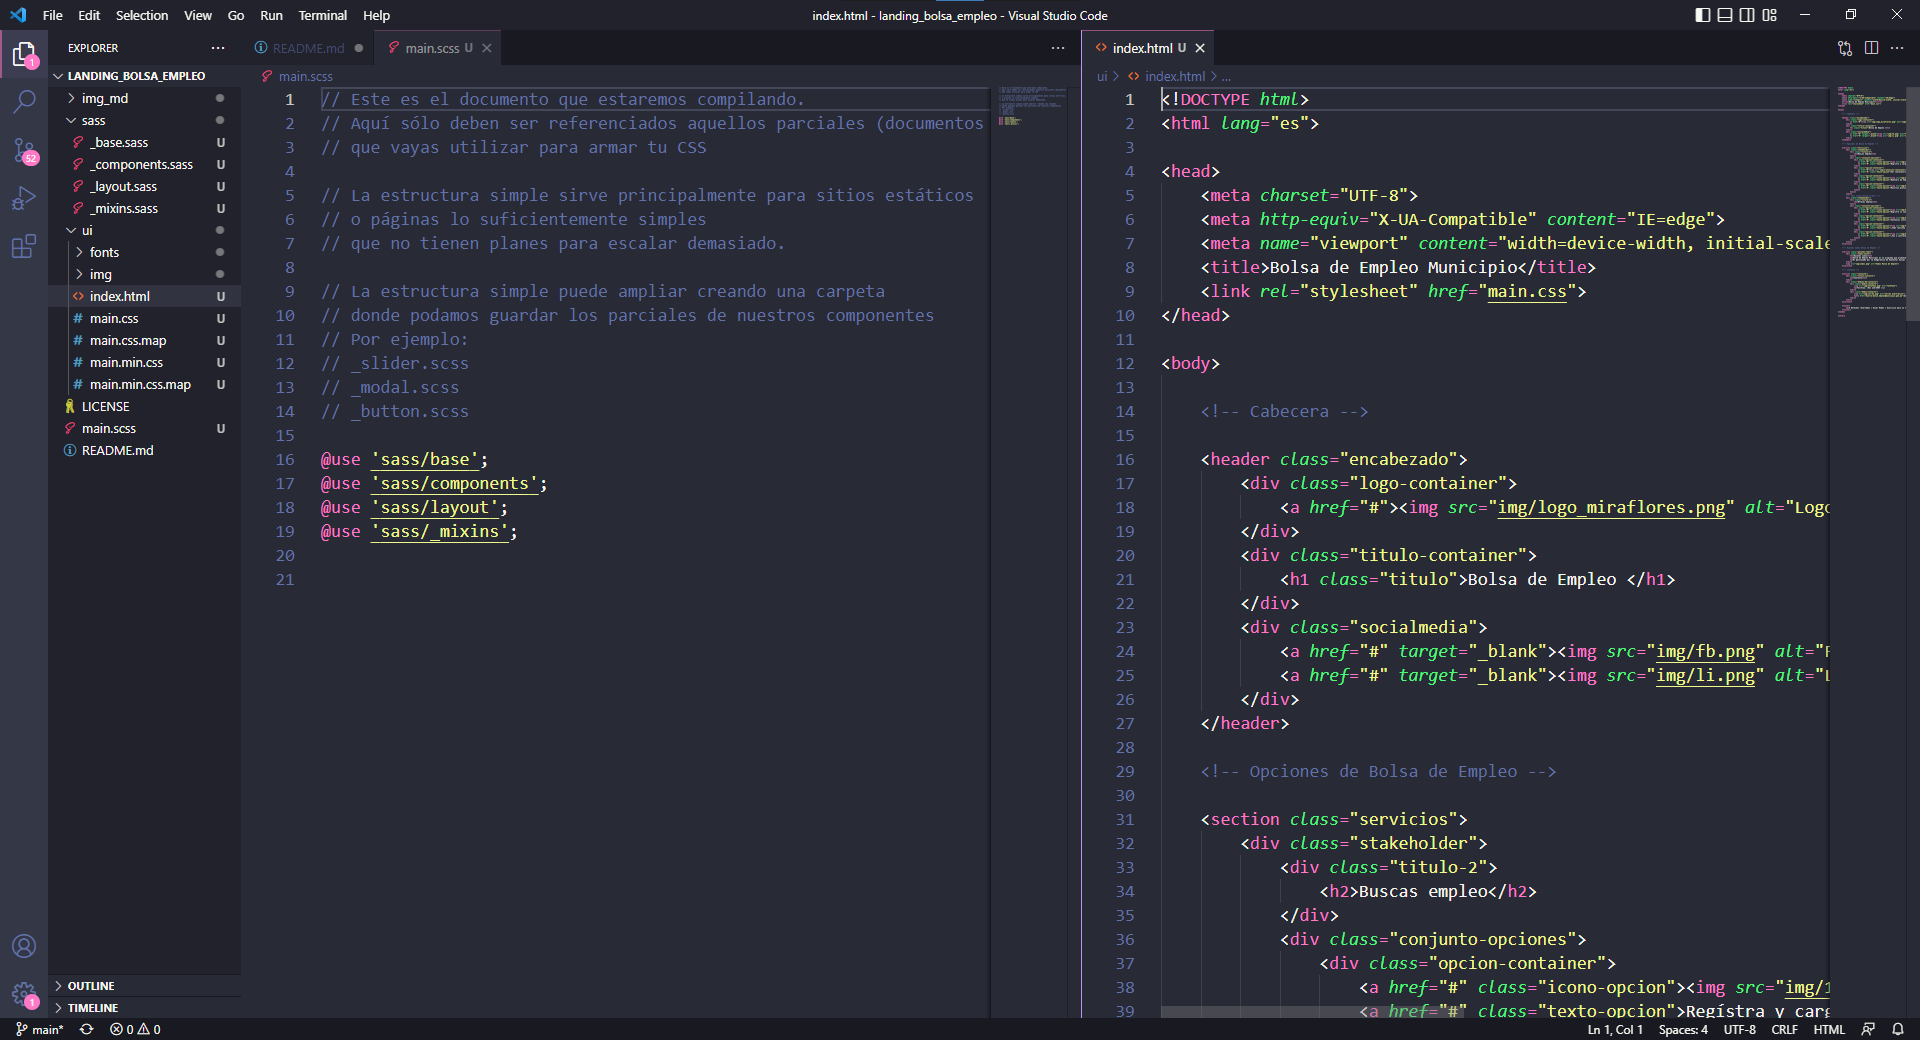 File Edit Selection View Go Run Terminal Help
index.html - landing_bolsa_empleo - Visual Studio Code
EXPLORER
LANDING_BOLSA_EMPLEO
img_md
sass
_base.sass U
_components.sass U
_layout.sass U
_mixins.sass U
ui
fonts
img
index.html U
main.css U
main.css.map U
main.min.css U
main.min.css.map U
LICENSE
main.scss U
README.md
OUTLINE
TIMELINE
1
52
1
README.md
main.scss U
main.scss
1 // Este es el documento que estaremos compilando.
2 // Aquí sólo deben ser referenciados aquellos parciales (documentos
3 // que vayas utilizar para armar tu CSS
4
5 // La estructura simple sirve principalmente para sitios estáticos
6 // o páginas lo suficientemente simples
7 // que no tienen planes para escalar demasiado.
8
9 // La estructura simple puede ampliar creando una carpeta
10 // donde podamos guardar los parciales de nuestros componentes
11 // Por ejemplo:
12 // _slider.scss
13 // _modal.scss
14 // _button.scss
15
16 @use 'sass/base';
17 @use 'sass/components';
18 @use 'sass/layout';
19 @use 'sass/_mixins';
20
21
index.html U
ui > index.html > ...
1 <!DOCTYPE html>
2 <html lang="es">
3
4 <head>
5 <meta charset="UTF-8">
6 <meta http-equiv="X-UA-Compatible" content="IE=edge">
7 <meta name="viewport" content="width=device-width, initial-scale
8 <title>Bolsa de Empleo Municipio</title>
9 <link rel="stylesheet" href="main.css">
10 </head>
11
12 <body>
13
14 <!-- Cabecera -->
15
16 <header class="encabezado">
17 <div class="logo-container">
18 <a href="#"><img src="img/logo_miraflores.png" alt="Logo
19 </div>
20 <div class="titulo-container">
21 <h1 class="titulo">Bolsa de Empleo </h1>
22 </div>
23 <div class="socialmedia">
24 <a href="#" target="_blank"><img src="img/fb.png" alt="F
25 <a href="#" target="_blank"><img src="img/li.png" alt="L
26 </div>
27 </header>
28
29 <!-- Opciones de Bolsa de Empleo -->
30
31 <section class="servicios">
32 <div class="stakeholder">
33 <div class="titulo-2">
34 <h2>Buscas empleo</h2>
35 </div>
36 <div class="conjunto-opciones">
37 <div class="opcion-container">
38 <a href="#" class="icono-opcion"><img src="img/1
39 <a href="#" class="texto-opcion">Regístra y carg
main* 0 0
Ln 1, Col 1 Spaces: 4 UTF-8 CRLF HTML